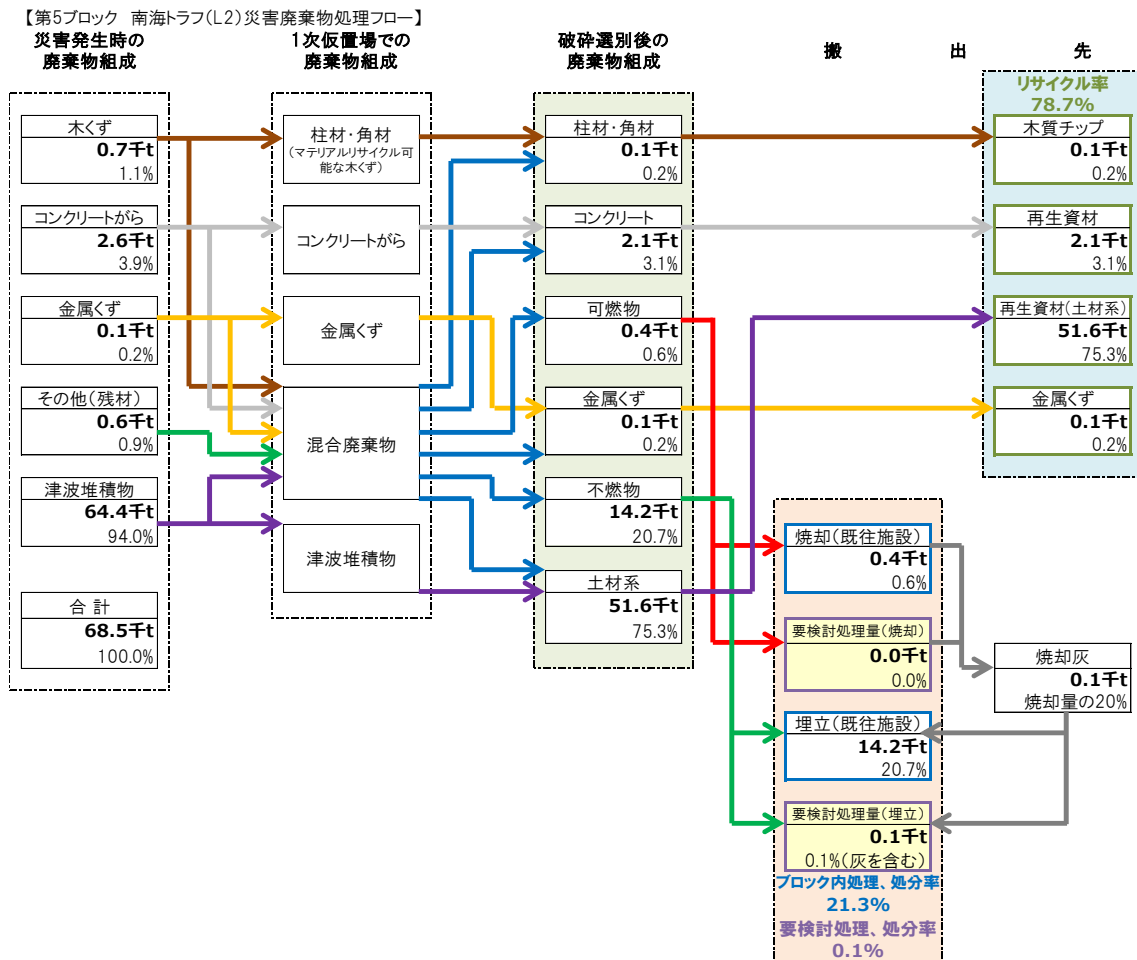 【第5ブロック 南海トラフ(L2)災害廃棄物処理フロー】
災害発生時の
廃棄物組成
木くず
0.7千t
1.1%
コンクリートがら
2.6千t
3.9%
金属くず
0.1千t
0.2%
その他(残材)
0.6千t
0.9%
津波堆積物
64.4千t
94.0%
合 計
68.5千t
100.0%
1次仮置場での
廃棄物組成
柱材・角材
(マテリアルリサイクル可
能な木くず)
コンクリートがら
金属くず
混合廃棄物
津波堆積物
破砕選別後の
廃棄物組成
柱材・角材
0.1千t
0.2%
コンクリート
2.1千t
3.1%
可燃物
0.4千t
0.6%
金属くず
0.1千t
0.2%
不燃物
14.2千t
20.7%
土材系
51.6千t
75.3%
搬 出 先
リサイクル率
78.7%
木質チップ
0.1千t
0.2%
再生資材
2.1千t
3.1%
再生資材(土材系)
51.6千t
75.3%
金属くず
0.1千t
0.2%
焼却(既往施設)
0.4千t
0.6%
要検討処理量(焼却)
0.0千t
0.0%
埋立(既往施設)
14.2千t
20.7%
要検討処理量(埋立)
0.1千t
0.1%(灰を含む)
ブロック内処理、処分率
21.3%
要検討処理、処分率
0.1%
焼却灰
0.1千t
焼却量の20%